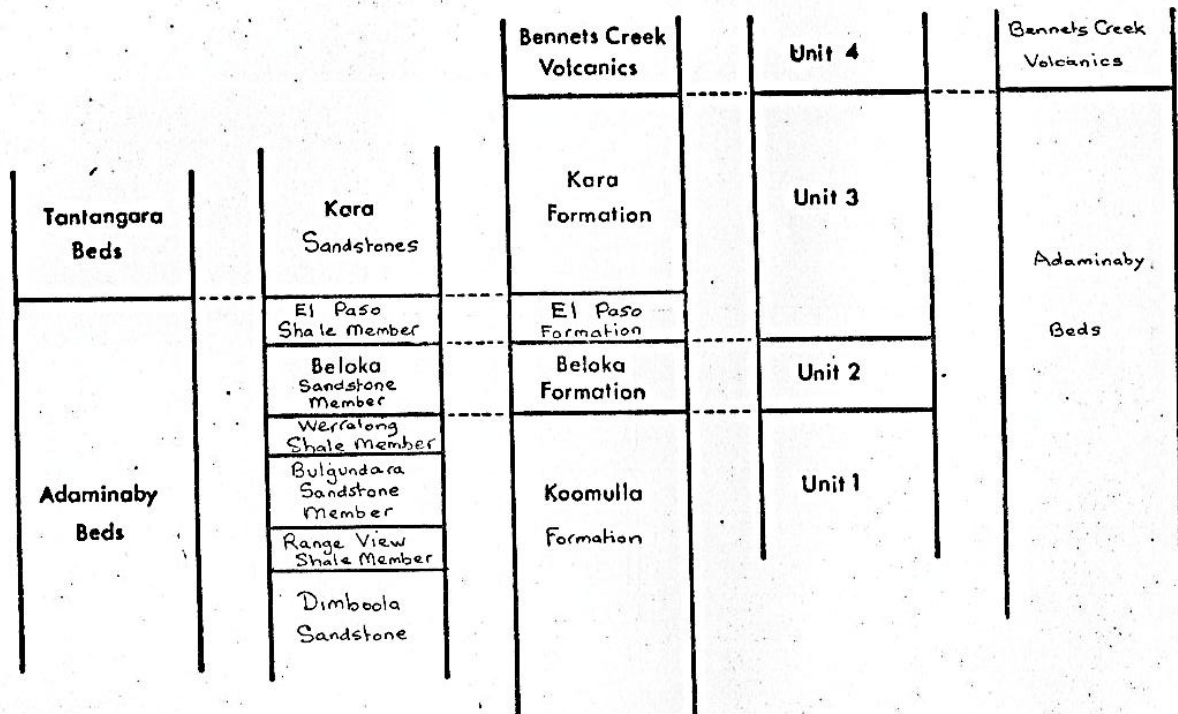 Tantangara
Beds
Adaminaby
Beds
Kara
Sandstones
El Paso
Shale Member
Beloka
Sandstone
Member
Werralong
Shale Member
Bulgundara
Sandstone
Member
Range View
Shale Member
Dimboola
Sandstone
Bennets Creek
Volcanics
Kara
Formation
El Paso
Formation
Beloka
Formation
Koomulla
Formation
Unit 4
Unit 3
Unit 2
Unit 1
Bennets Creek
Volcanics
Adaminaby
Beds